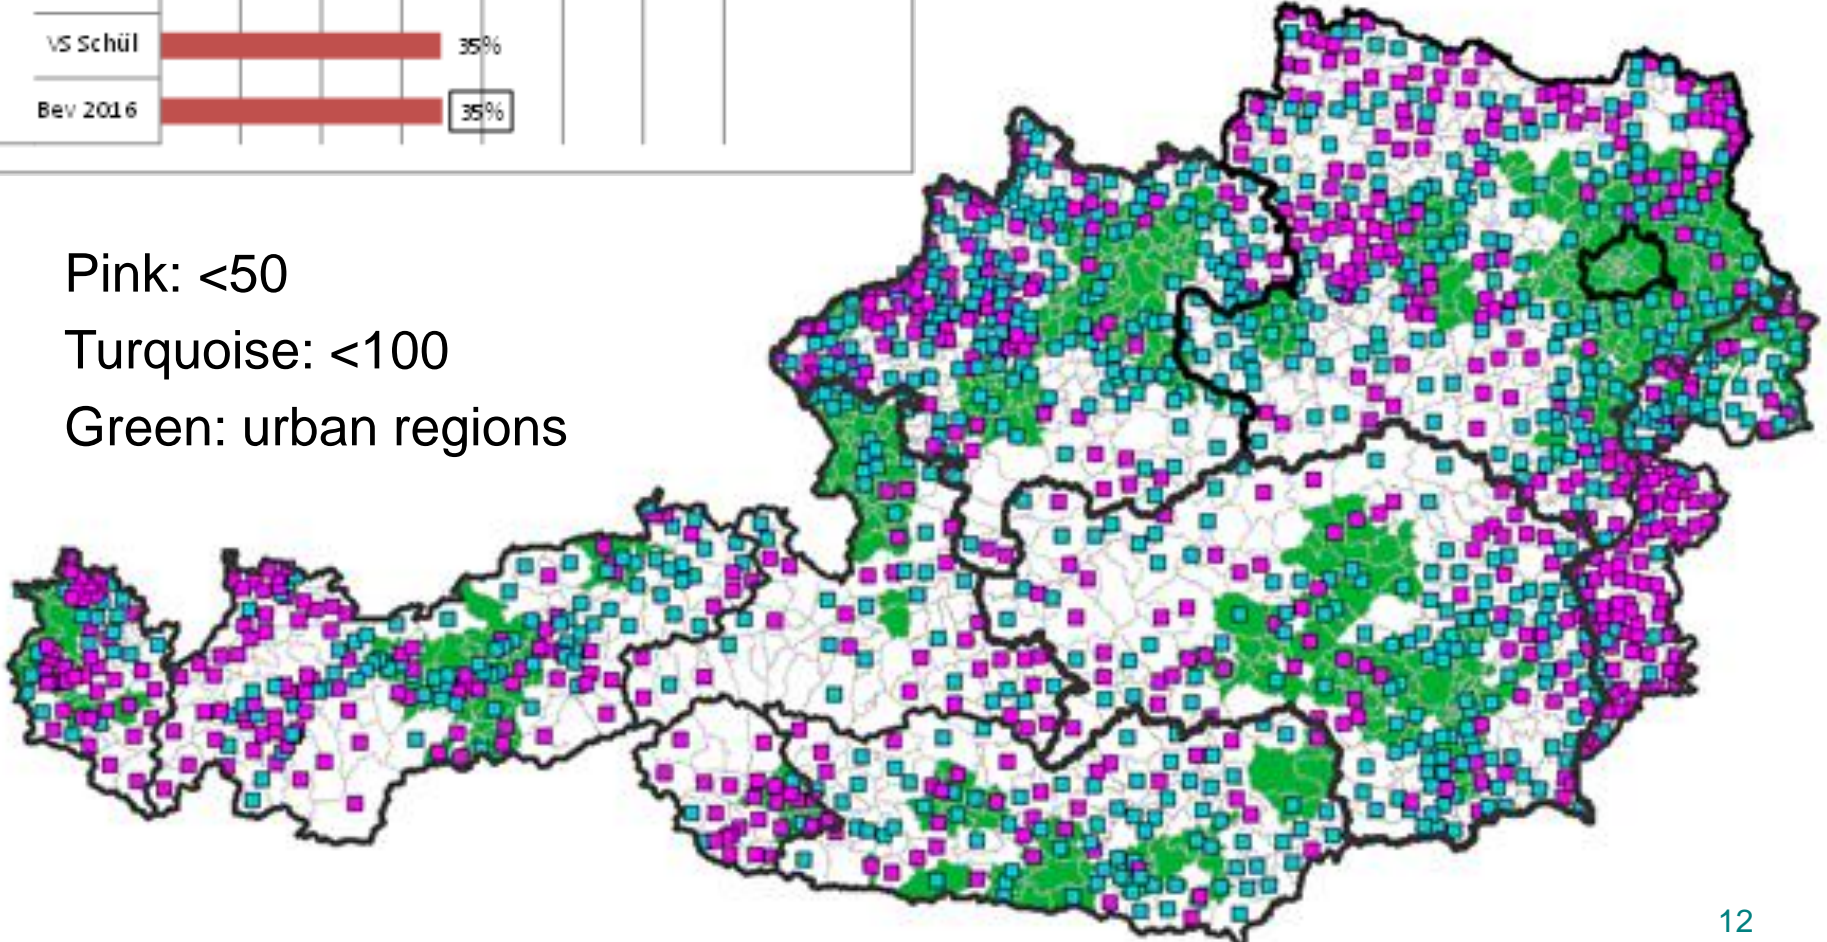 VS Schül 35%
Bev 2016 35%
Pink: <50
Turquoise: <100
Green: urban regions
12